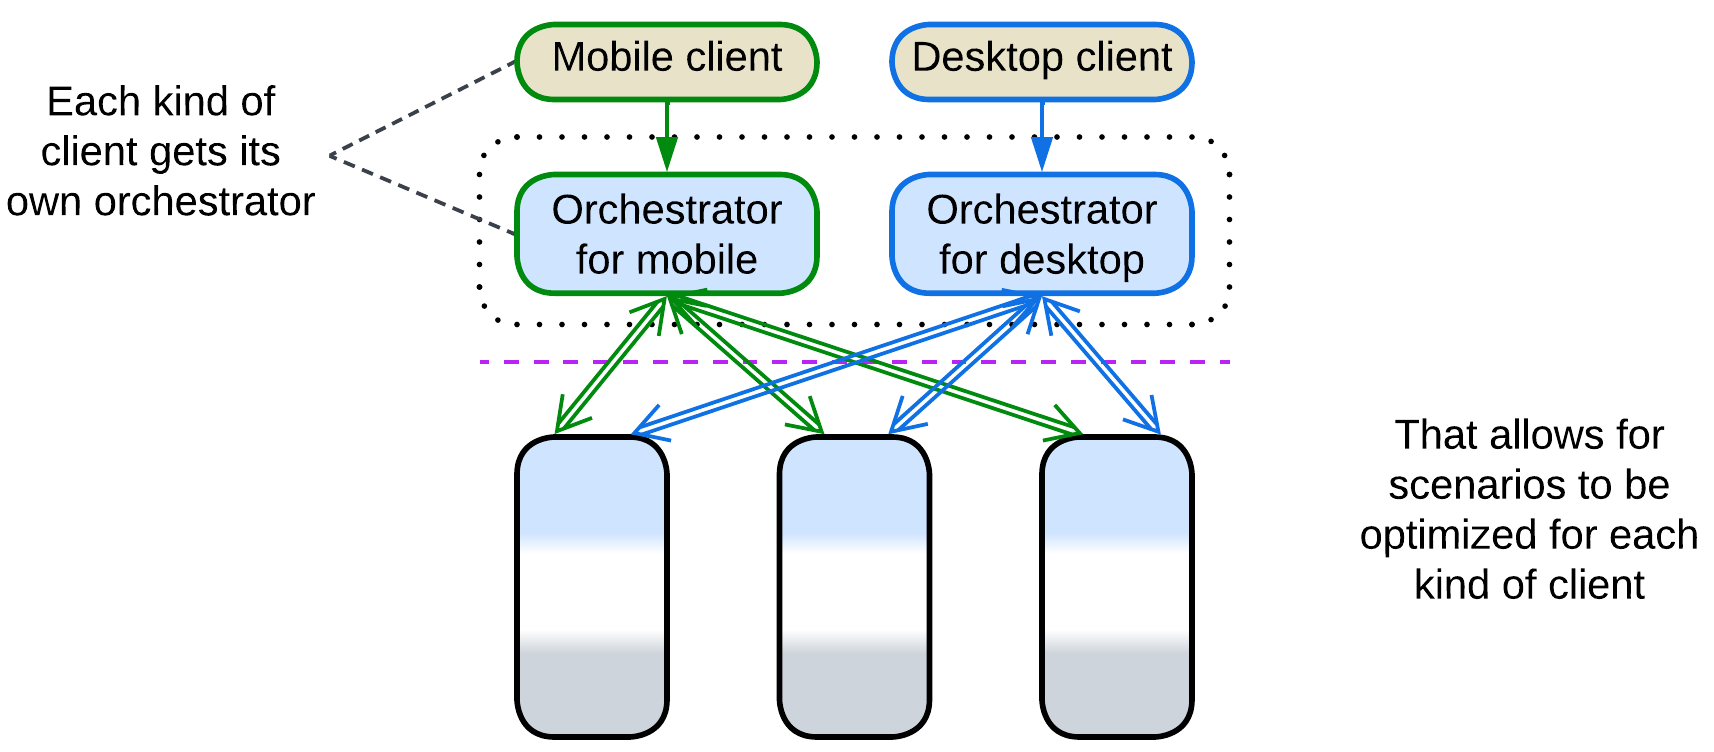 Mobile client
Desktop client
Each kind of
client gets its
own orchestrator
Orchestrator
for mobile
Orchestrator
for desktop
That allows for
scenarios to be
optimized for each
kind of client